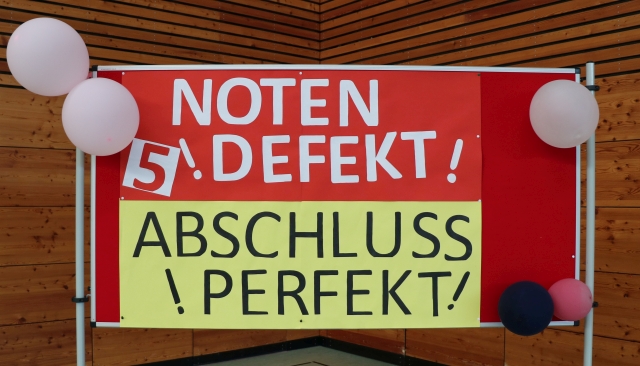 NOTEN
5 ! DEFEKT !
ABSCHLUSS
! PERFEKT!